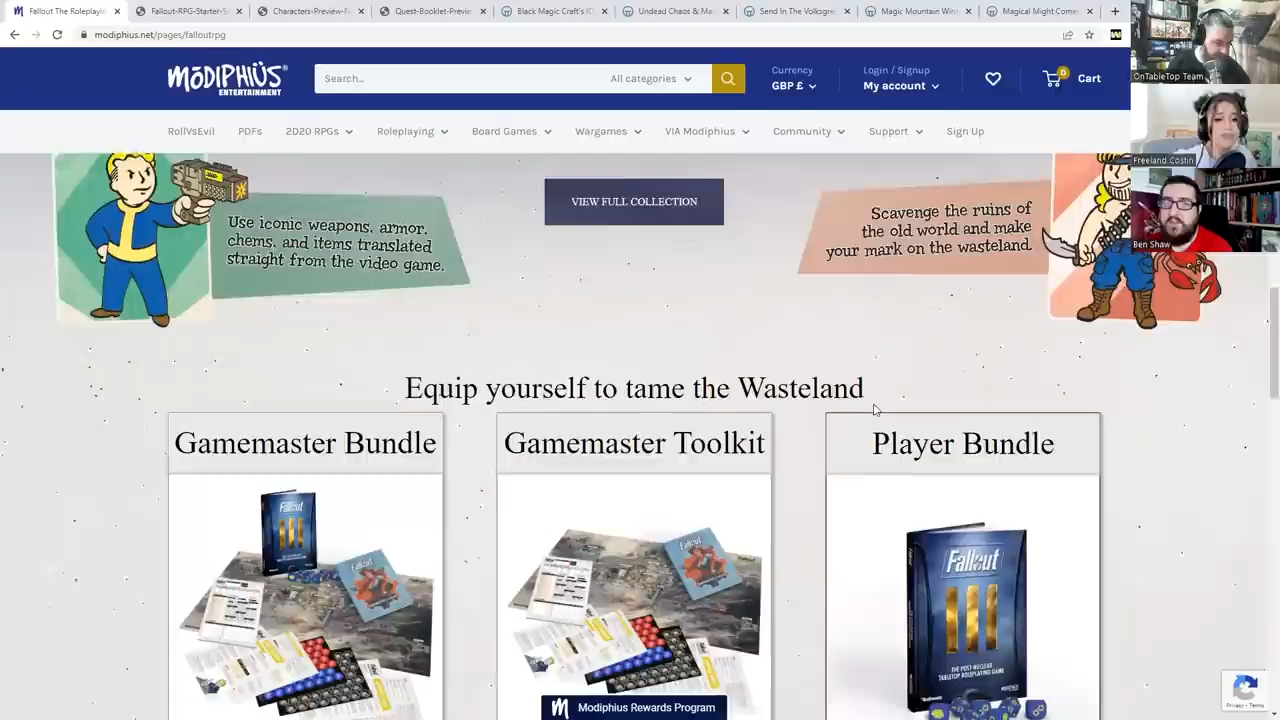 Fallout The Roleplaying
Fallout-RPG-Starter-S
Characters-Preview-F
Quest-Booklet-Previe
Black Magic Craft's
Undead Chaos & Ma
Send In The Volksgre
Magic Mountain Win
Magical Might Come
modiphius.net/pages/falloutrpg
OnTableTop Team
MŌDIPHIÜS
ENTERTAINMENT
Search...
All categories
Currency
GBP £
Login / Signup
My account
0
Cart
RollVsEvil
PDFs
2D20 RPGs
Roleplaying
Board Games
Wargames
VIA Modiphius
Community
Support
Sign Up
Freeland Costin
Ben Shaw
Use iconic weapons, armor,
chems, and items translated
straight from the video game.
VIEW FULL COLLECTION
Scavenge the ruins of
the old world and make
your mark on the wasteland.
Equip yourself to tame the Wasteland
Gamemaster Bundle
Gamemaster Toolkit
Player Bundle
Fallout
Fallout
Fallout
Fallout
THE POST-NUCLEAR
TABLETOP ROLEPLAYING GAME
Modiphius Rewards Program
Privacy - Terms